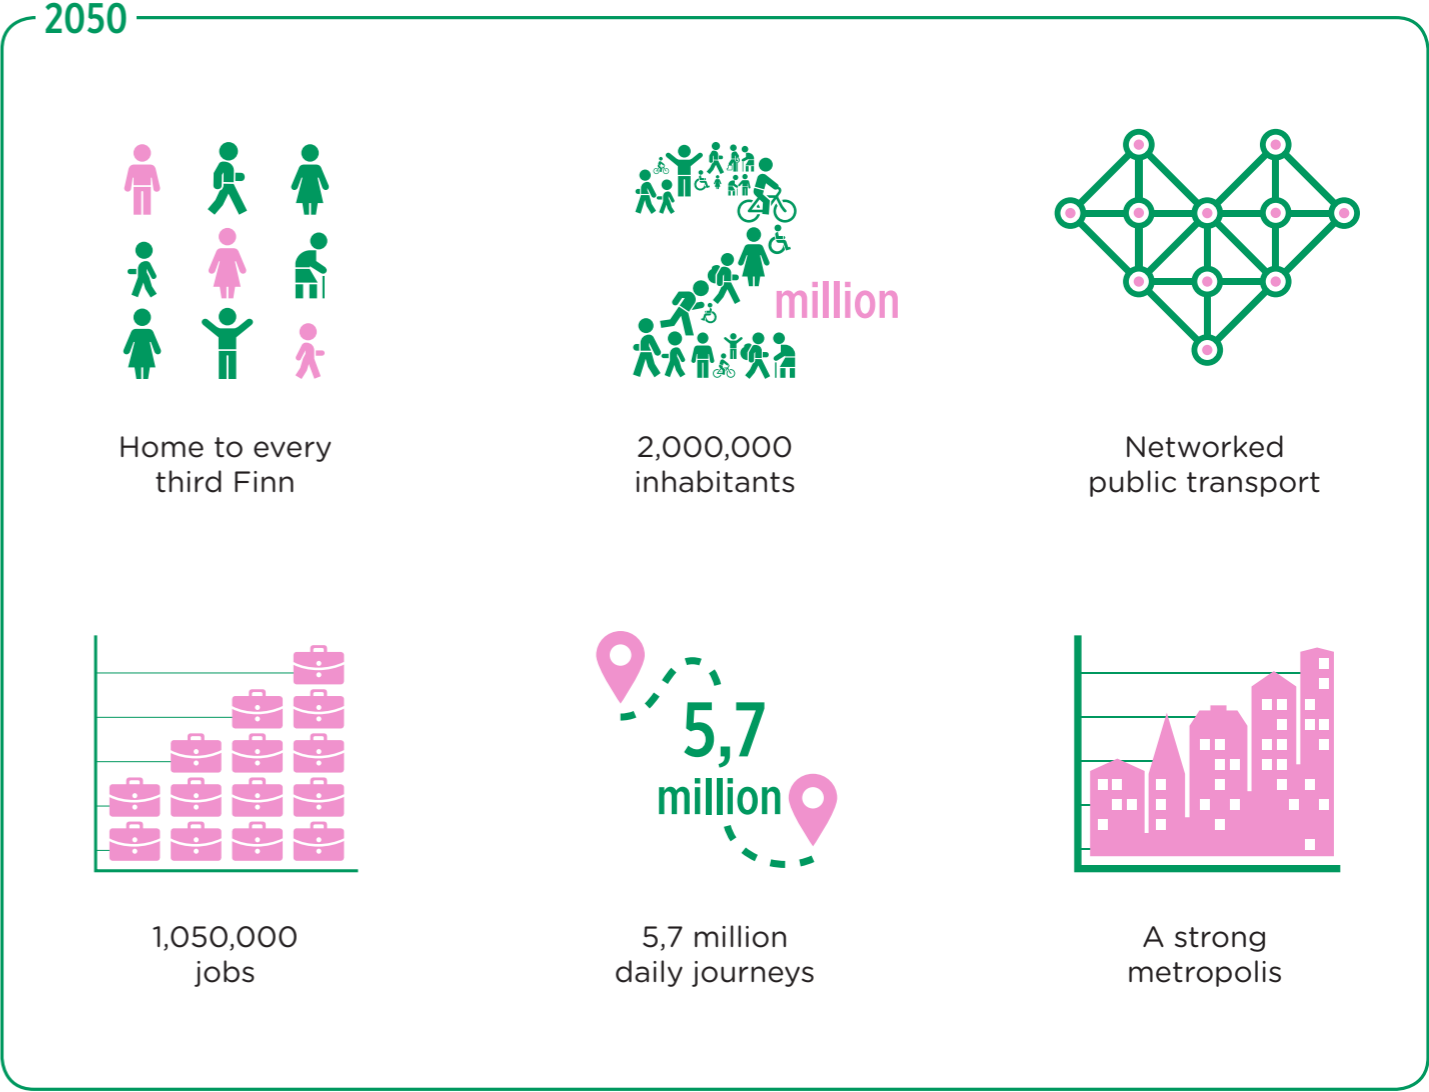 2050
million
Home to every
third Finn
2,000,000
inhabitants
Networked
public transport
5,7
million
1,050,000
jobs
5,7 million
daily journeys
A strong
metropolis